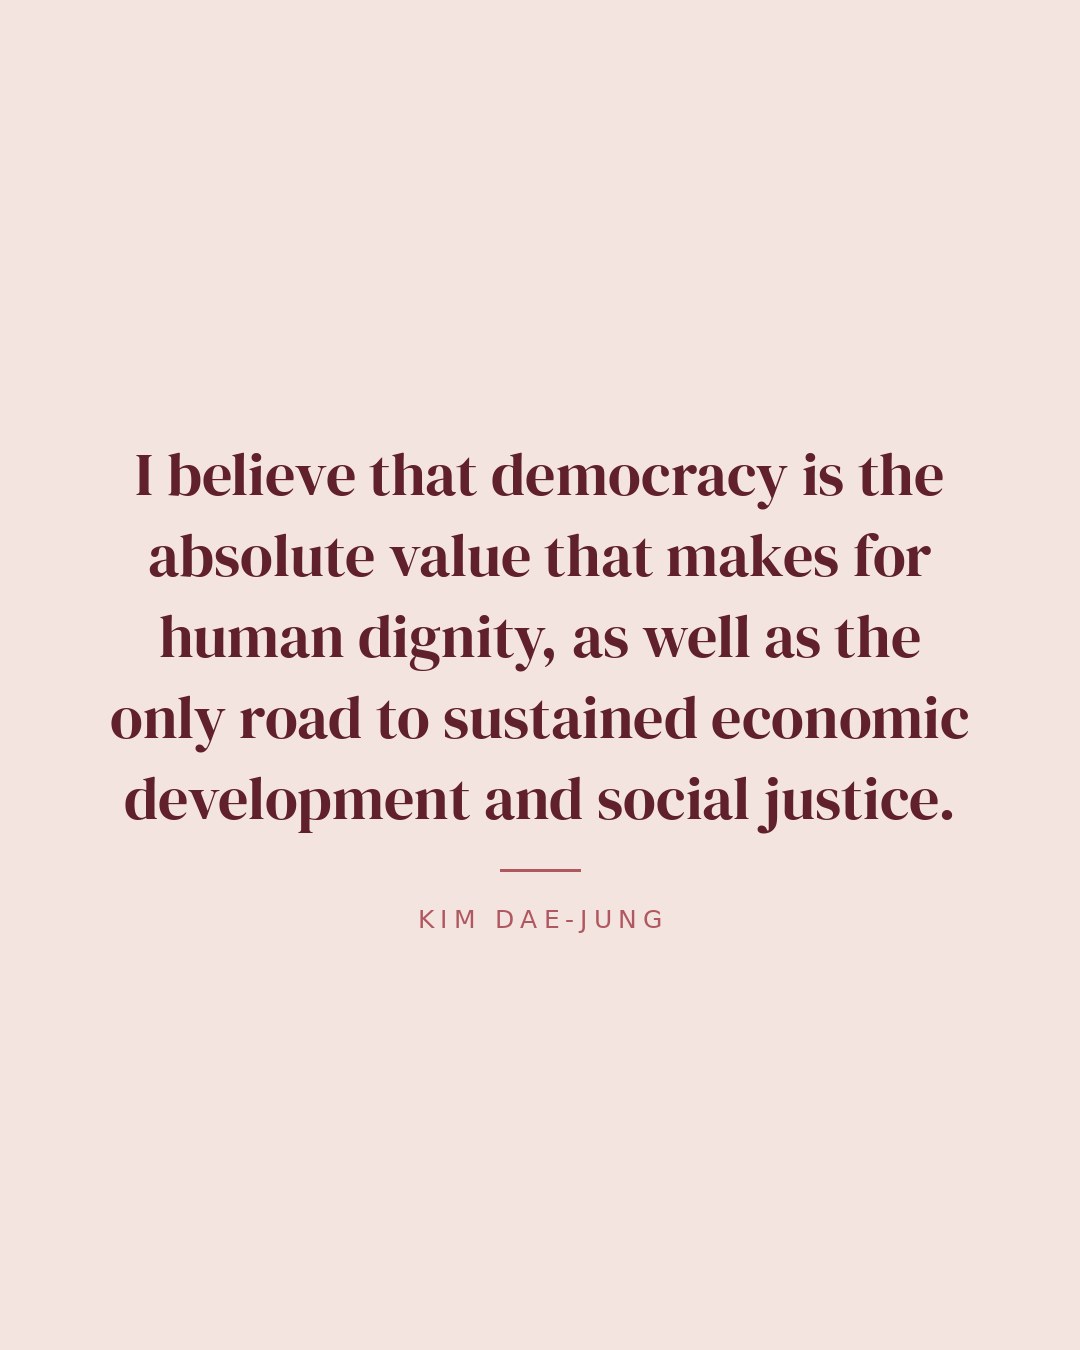 I believe that democracy is the
absolute value that makes for
human dignity, as well as the
only road to sustained economic
development and social justice.
KIM DAE-JUNG